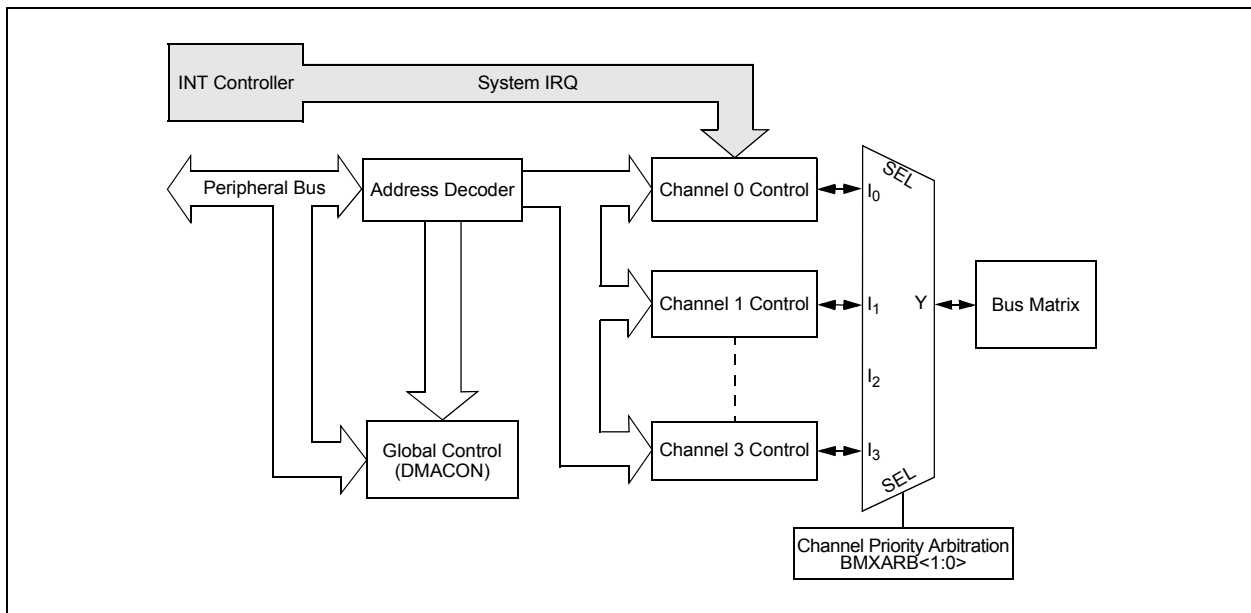 INT Controller
System IRQ
Peripheral Bus
Address Decoder
Channel 0 Control
I0
SEL
Channel 1 Control
I1
Y
Bus Matrix
I2
Global Control
(DMACON)
Channel 3 Control
I3
SEL
Channel Priority Arbitration
BMXARB<1:0>